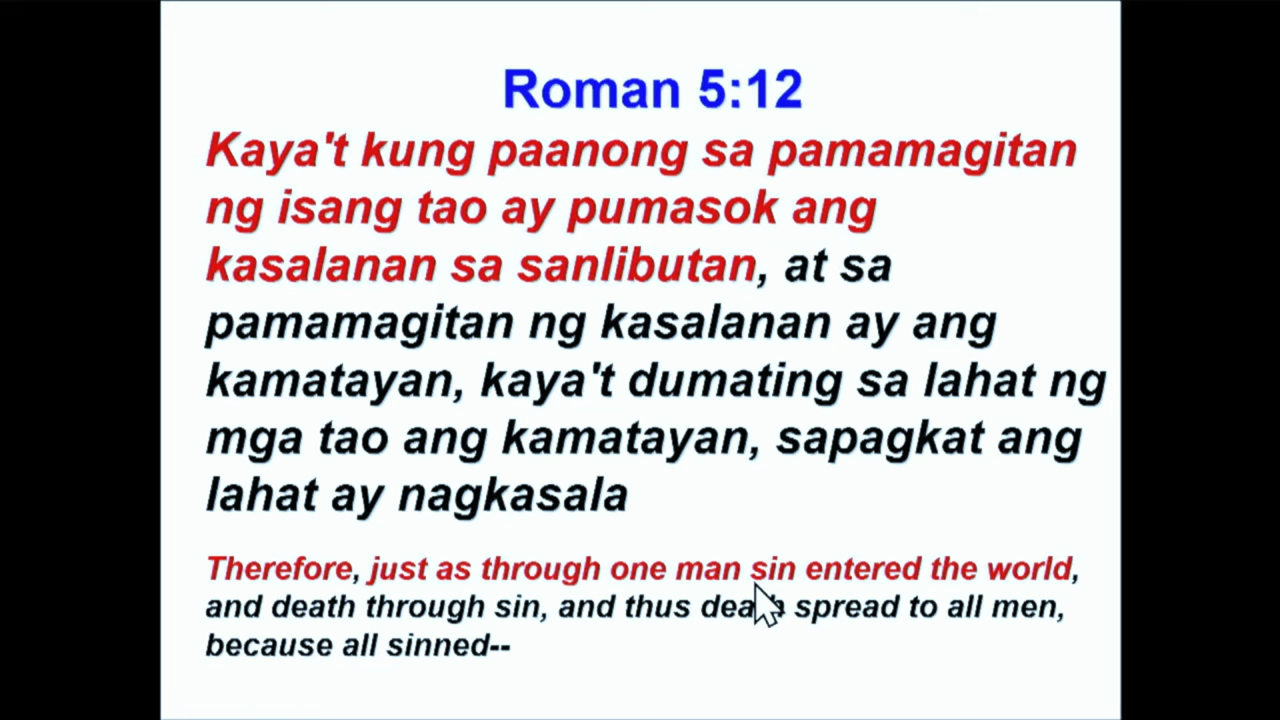 Roman 5:12
Kaya't kung paanong sa pamamagitan
ng isang tao ay pumasok ang
kasalanan sa sanlibutan, at sa
pamamagitan ng kasalanan ay ang
kamatayan, kaya't dumating sa lahat ng
mga tao ang kamatayan, sapagkat ang
lahat ay nagkasala
Therefore, just as through one man sin entered the world,
and death through sin, and thus death spread to all men,
because all sinned--